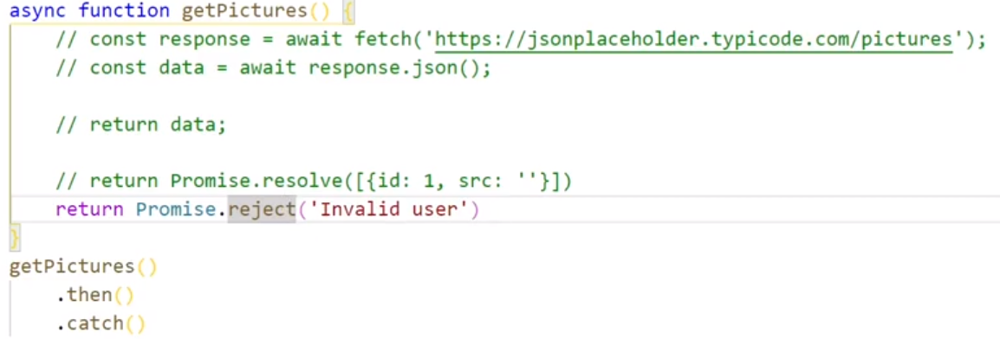 async function getPictures() {
// const response = await fetch('https://jsonplaceholder.typicode.com/pictures');
// const data = await response.json();
// return data;
// return Promise.resolve([{id: 1, src: ''}])
return Promise.reject('Invalid user')
}
getPictures()
.then()
.catch()